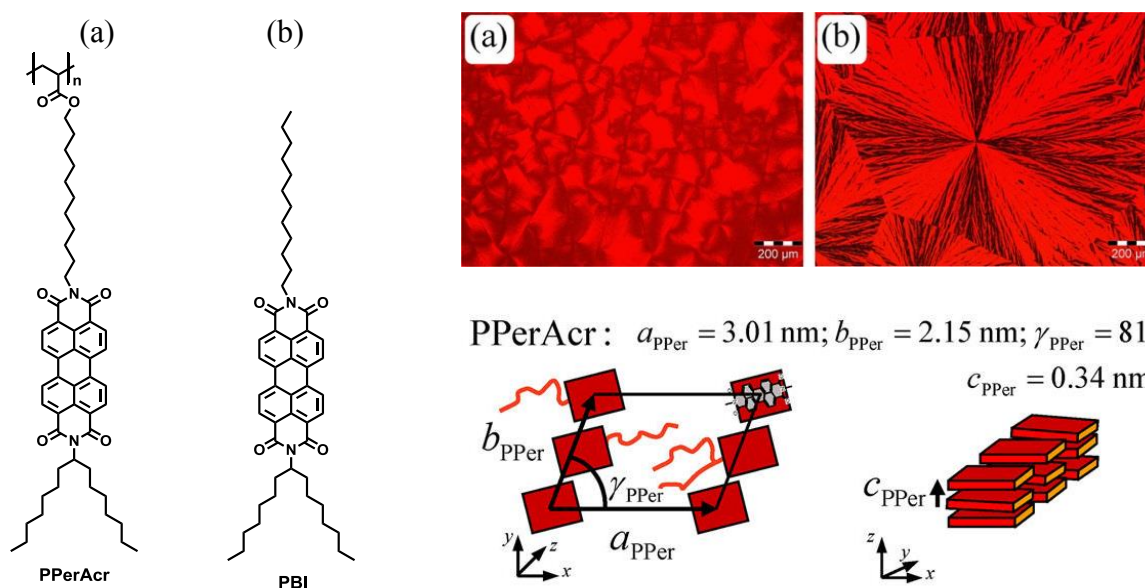 (a)
(b)
n
O
O
O
N
O
O
N
O
PPerAcr
O
N
O
O
N
O
PBI
(a)
200 µm
(b)
200 µm
PPerAcr: a_PPer = 3.01 nm; b_PPer = 2.15 nm; γ_PPer = 81
c_PPer = 0.34 nm
b_PPer
γ_PPer
a_PPer
y
z
x
c_PPer
z
y
x